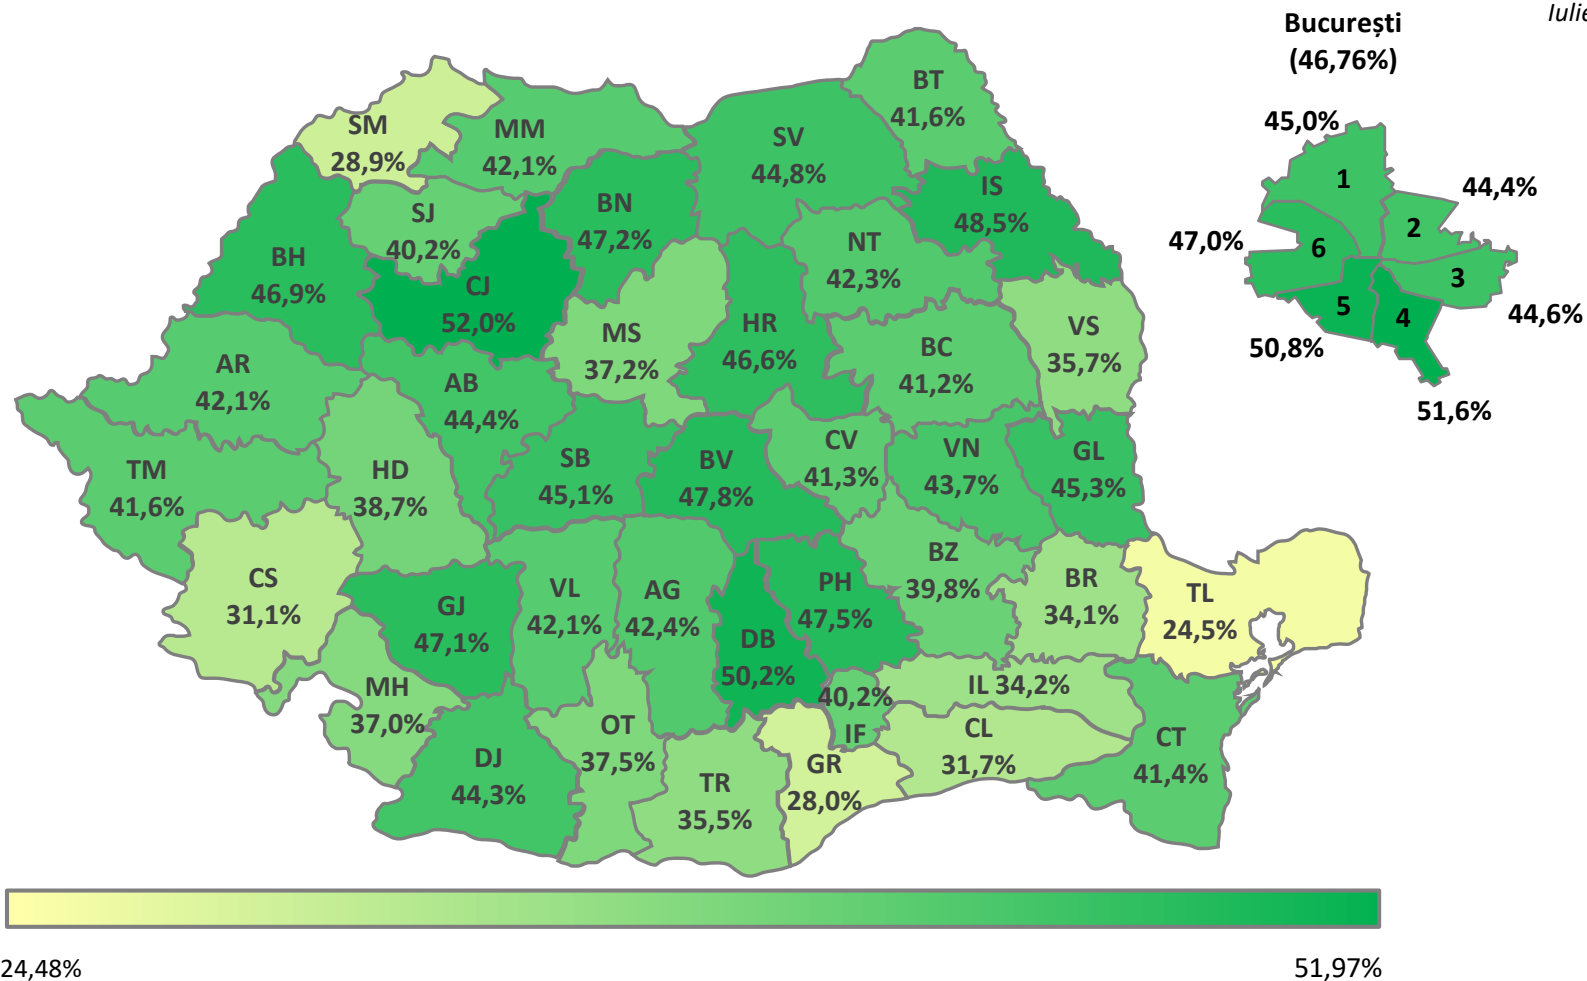 Iulie
București
(46,76%)
45,0%
1
44,4%
2
47,0%
6
3
5
4
44,6%
50,8%
51,6%
BT
41,6%
SM
28,9%
MM
42,1%
SV
44,8%
IS
48,5%
SJ
40,2%
BN
47,2%
NT
42,3%
BH
46,9%
CJ
52,0%
MS
37,2%
HR
46,6%
BC
41,2%
VS
35,7%
AR
42,1%
AB
44,4%
TM
41,6%
HD
38,7%
SB
45,1%
BV
47,8%
CV
41,3%
VN
43,7%
GL
45,3%
CS
31,1%
GJ
47,1%
VL
42,1%
AG
42,4%
DB
50,2%
PH
47,5%
BZ
39,8%
BR
34,1%
TL
24,5%
MH
37,0%
DJ
44,3%
OT
37,5%
TR
35,5%
GR
28,0%
40,2%
IF
IL 34,2%
CL
31,7%
CT
41,4%
24,48%
51,97%